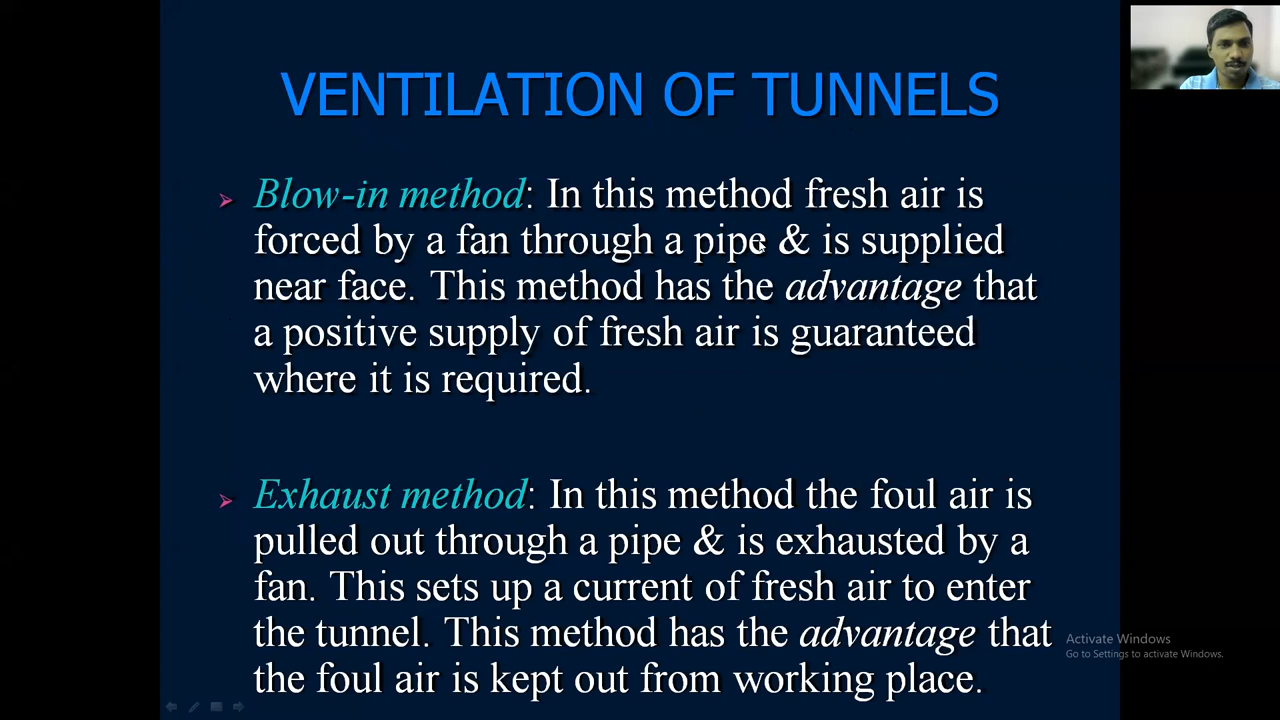 VENTILATION OF TUNNELS
Blow-in method: In this method fresh air is
forced by a fan through a pipe & is supplied
near face. This method has the advantage that
a positive supply of fresh air is guaranteed
where it is required.
Exhaust method: In this method the foul air is
pulled out through a pipe & is exhausted by a
fan. This sets up a current of fresh air to enter
the tunnel. This method has the advantage that
the foul air is kept out from working place.
Activate Windows
Go to Settings to activate Windows.